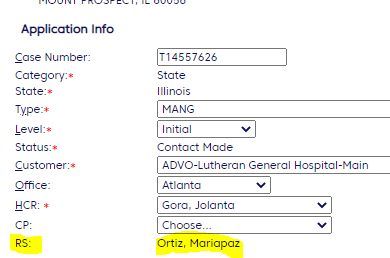 MOUNT PROSPECT, IL 60056
Application Info
Case Number: T14557626
Category:* State
State:* Illinois
Type:* MANG
Level:* Initial
Status:* Contact Made
Customer:* ADVO-Lutheran General Hospital-Main
Office: Atlanta
HCR: * Gora, Jolanta
CP: Choose...
RS: Ortiz, Mariapaz